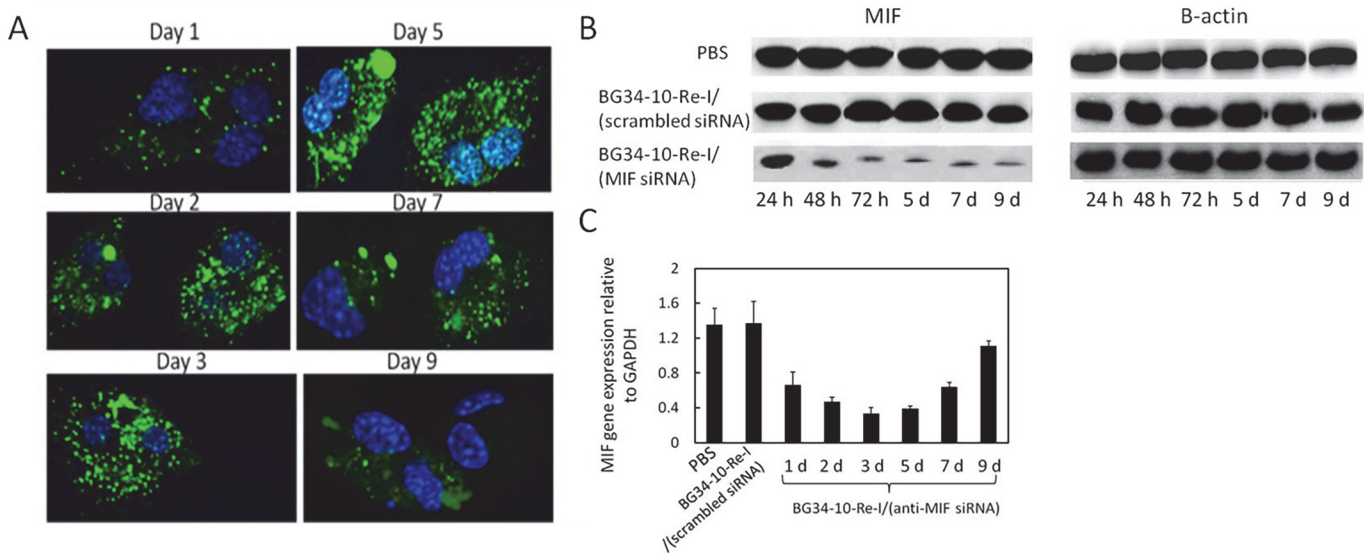 A
Day 1
Day 5
Day 2
Day 7
Day 3
Day 9
B
MIF
B-actin
PBS
BG34-10-Re-I/
(scrambled siRNA)
BG34-10-Re-I/
(MIF siRNA)
24 h 48 h 72 h 5 d 7 d 9 d
24 h 48 h 72 h 5 d 7 d 9 d
C
MIF gene expression relative
to GAPDH
2
1.6
1.2
0.8
0.4
0
PBS
BG34-10-Re-I
/(scrambled siRNA)
1 d 2 d 3 d 5 d 7 d 9 d
BG34-10-Re-I/(anti-MIF siRNA)